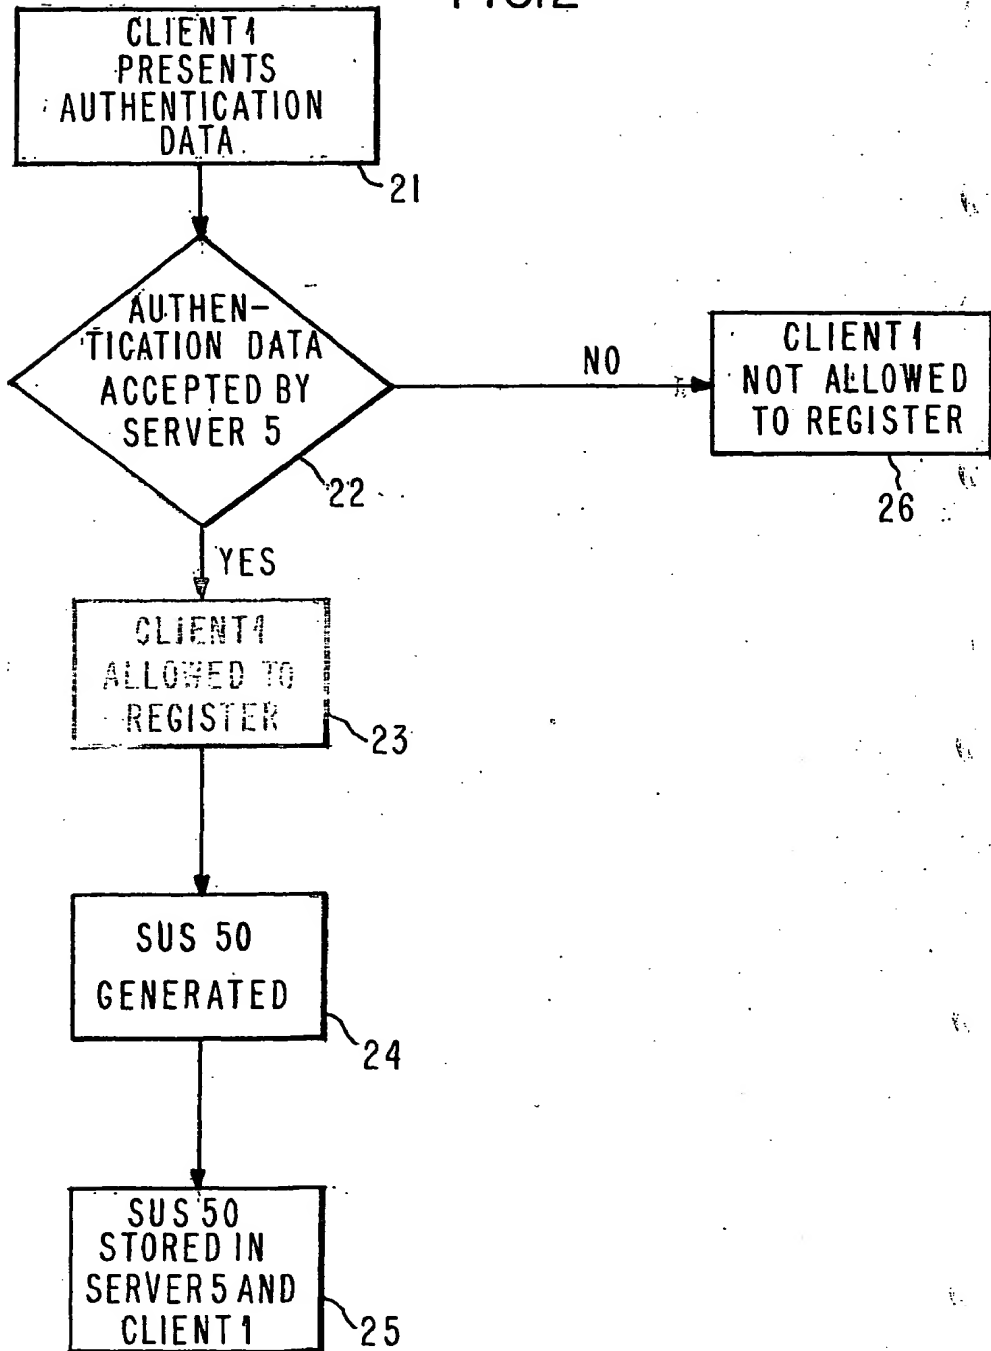 FIG.2
CLIENT 1
PRESENTS
AUTHENTICATION
DATA.
21
AUTHEN-
TICATION DATA
ACCEPTED BY
SERVER 5
22
NO
CLIENT 1
NOT ALLOWED
TO REGISTER
26
YES
CLIENT 1
ALLOWED TO
REGISTER
23
SUS 50
GENERATED
24
SUS 50
STORED IN
SERVER 5 AND
CLIENT 1
25